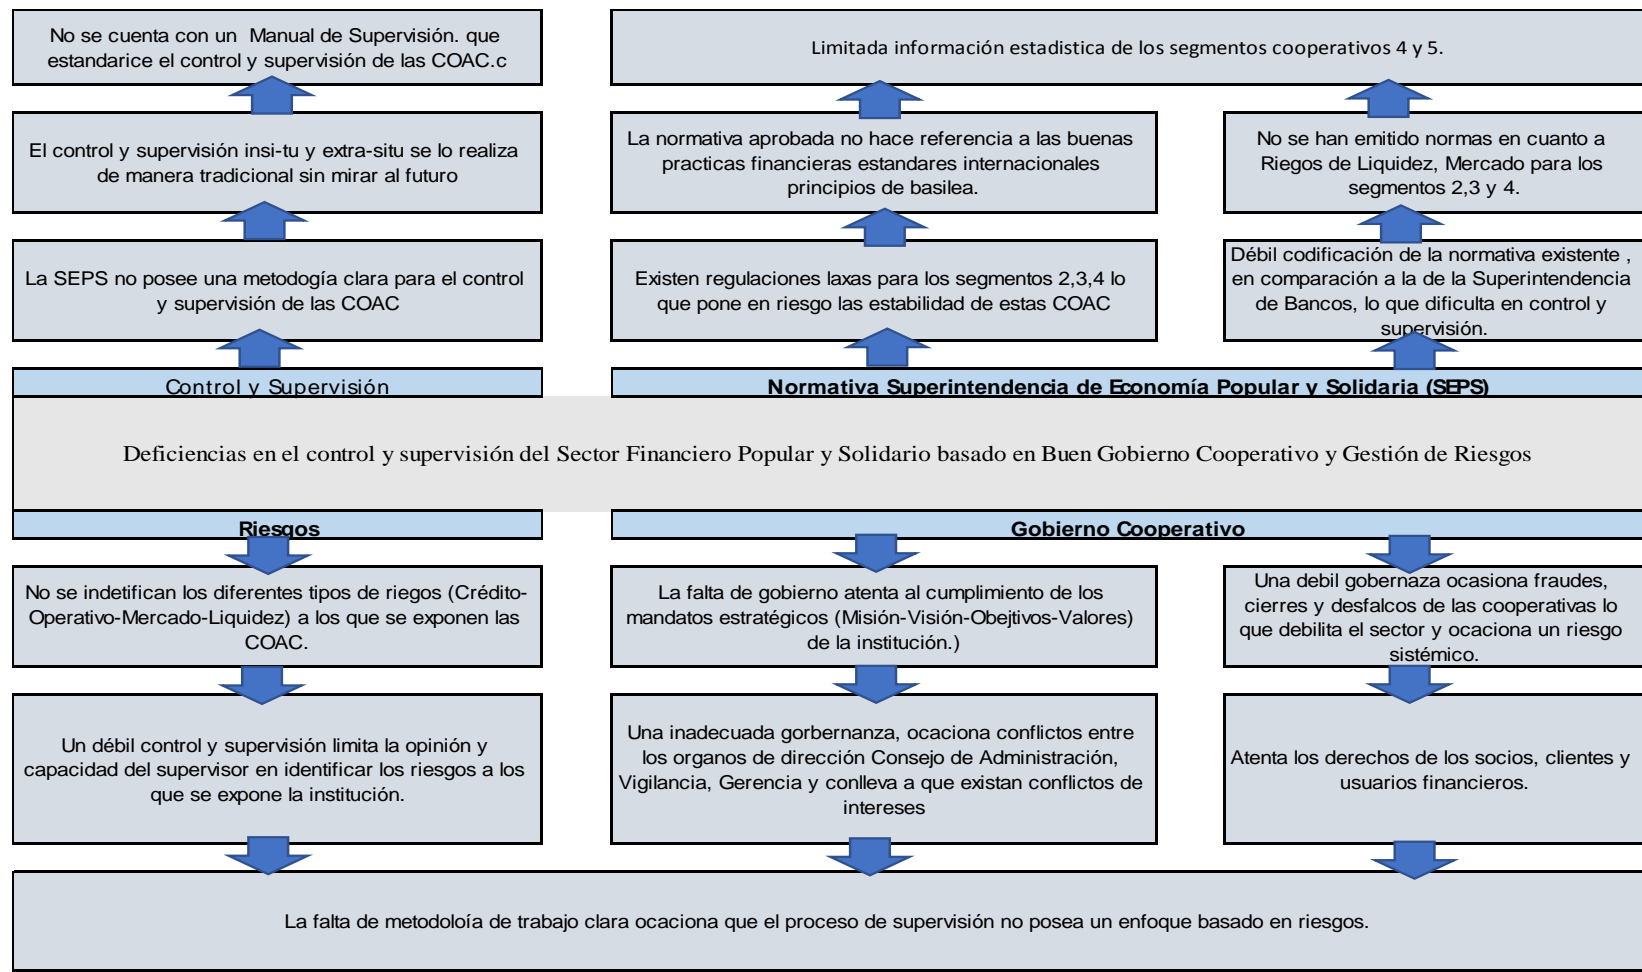 No se cuenta con un Manual de Supervisión. que
estandarice el control y supervisión de las COAC.c
Limitada información estadistica de los segmentos cooperativos 4 y 5.
El control y supervisión insi-tu y extra-situ se lo realiza
de manera tradicional sin mirar al futuro
La normativa aprobada no hace referencia a las buenas
practicas financieras estandares internacionales
principios de basilea.
No se han emitido normas en cuanto a
Riegos de Liquidez, Mercado para los
segmentos 2,3 y 4.
La SEPS no posee una metodogía clara para el control
y supervisión de las COAC
Existen regulaciones laxas para los segmentos 2,3,4 lo
que pone en riesgo las estabilidad de estas COAC
Débil codificación de la normativa existente ,
en comparación a la de la Superintendencia
de Bancos, lo que dificulta en control y
supervisión.
Control y Supervisión
Normativa Superintendencia de Economía Popular y Solidaria (SEPS)
Deficiencias en el control y supervisión del Sector Financiero Popular y Solidario basado en Buen Gobierno Cooperativo y Gestión de Riesgos
Riesgos
Gobierno Cooperativo
No se indetifican los diferentes tipos de riegos (Crédito-
Operativo-Mercado-Liquidez) a los que se exponen las
COAC.
La falta de gobierno atenta al cumplimiento de los
mandatos estratégicos (Misión-Visión-Obejtivos-Valores)
de la institución.)
Una debil gobernaza ocasiona fraudes,
cierres y desfalcos de las cooperativas lo
que debilita el sector y ocaciona un riesgo
sistémico.
Un débil control y supervisión limita la opinión y
capacidad del supervisor en identificar los riesgos a los
que se expone la institución.
Una inadecuada gorbernanza, ocaciona conflictos entre
los organos de dirección Consejo de Administración,
Vigilancia, Gerencia y conlleva a que existan conflictos de
intereses
Atenta los derechos de los socios, clientes y
usuarios financieros.
La falta de metodoloía de trabajo clara ocaciona que el proceso de supervisión no posea un enfoque basado en riesgos.